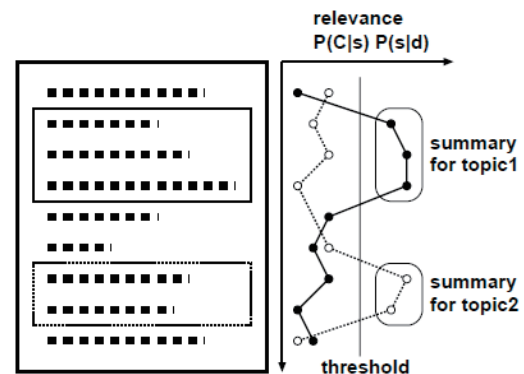 relevance
P(C|s) P(s|d)
summary
for topic1
summary
for topic2
threshold